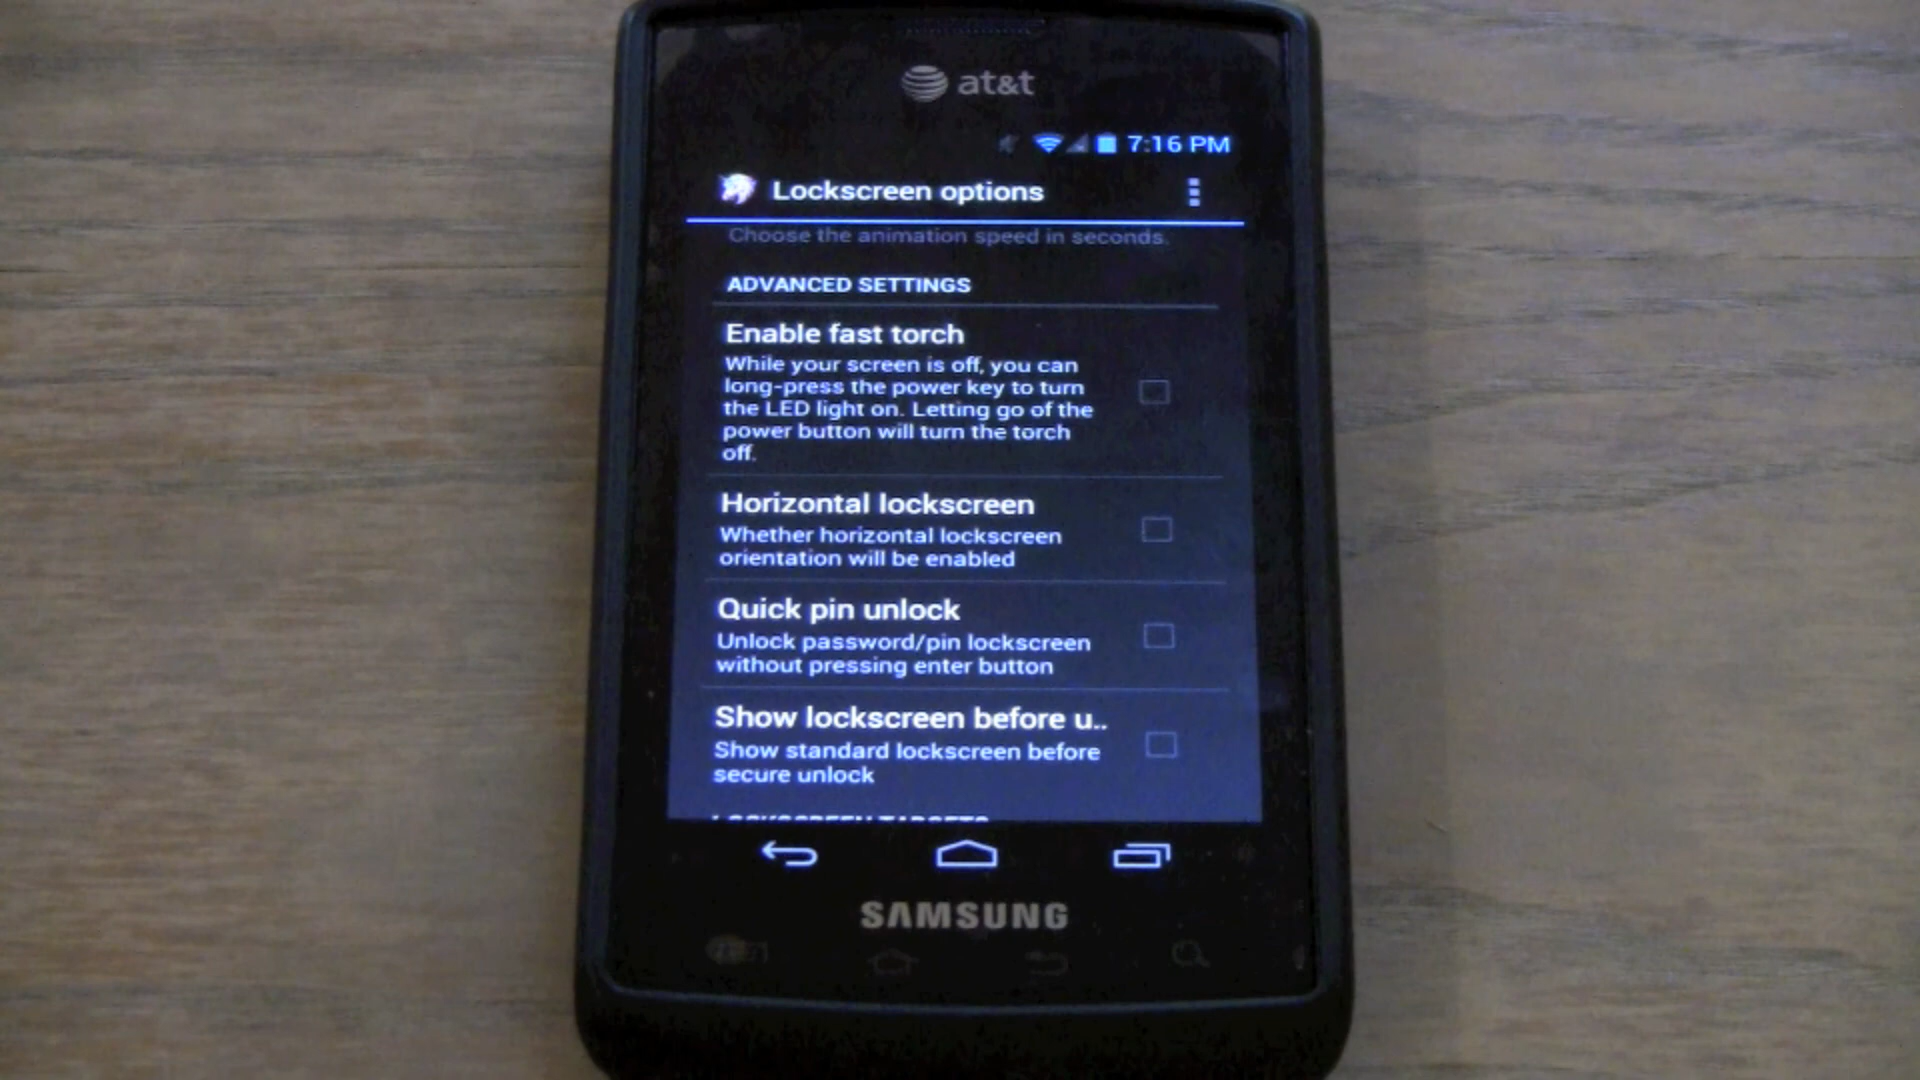 at&t
7:16 PM
Lockscreen options
Choose the animation speed in seconds.
ADVANCED SETTINGS
Enable fast torch
While your screen is off, you can
long-press the power key to turn
the LED light on. Letting go of the
power button will turn the torch
off.
Horizontal lockscreen
Whether horizontal lockscreen
orientation will be enabled
Quick pin unlock
Unlock password/pin lockscreen
without pressing enter button
Show lockscreen before u..
Show standard lockscreen before
secure unlock
LOCKSCREEN TARGETS
SAMSUNG